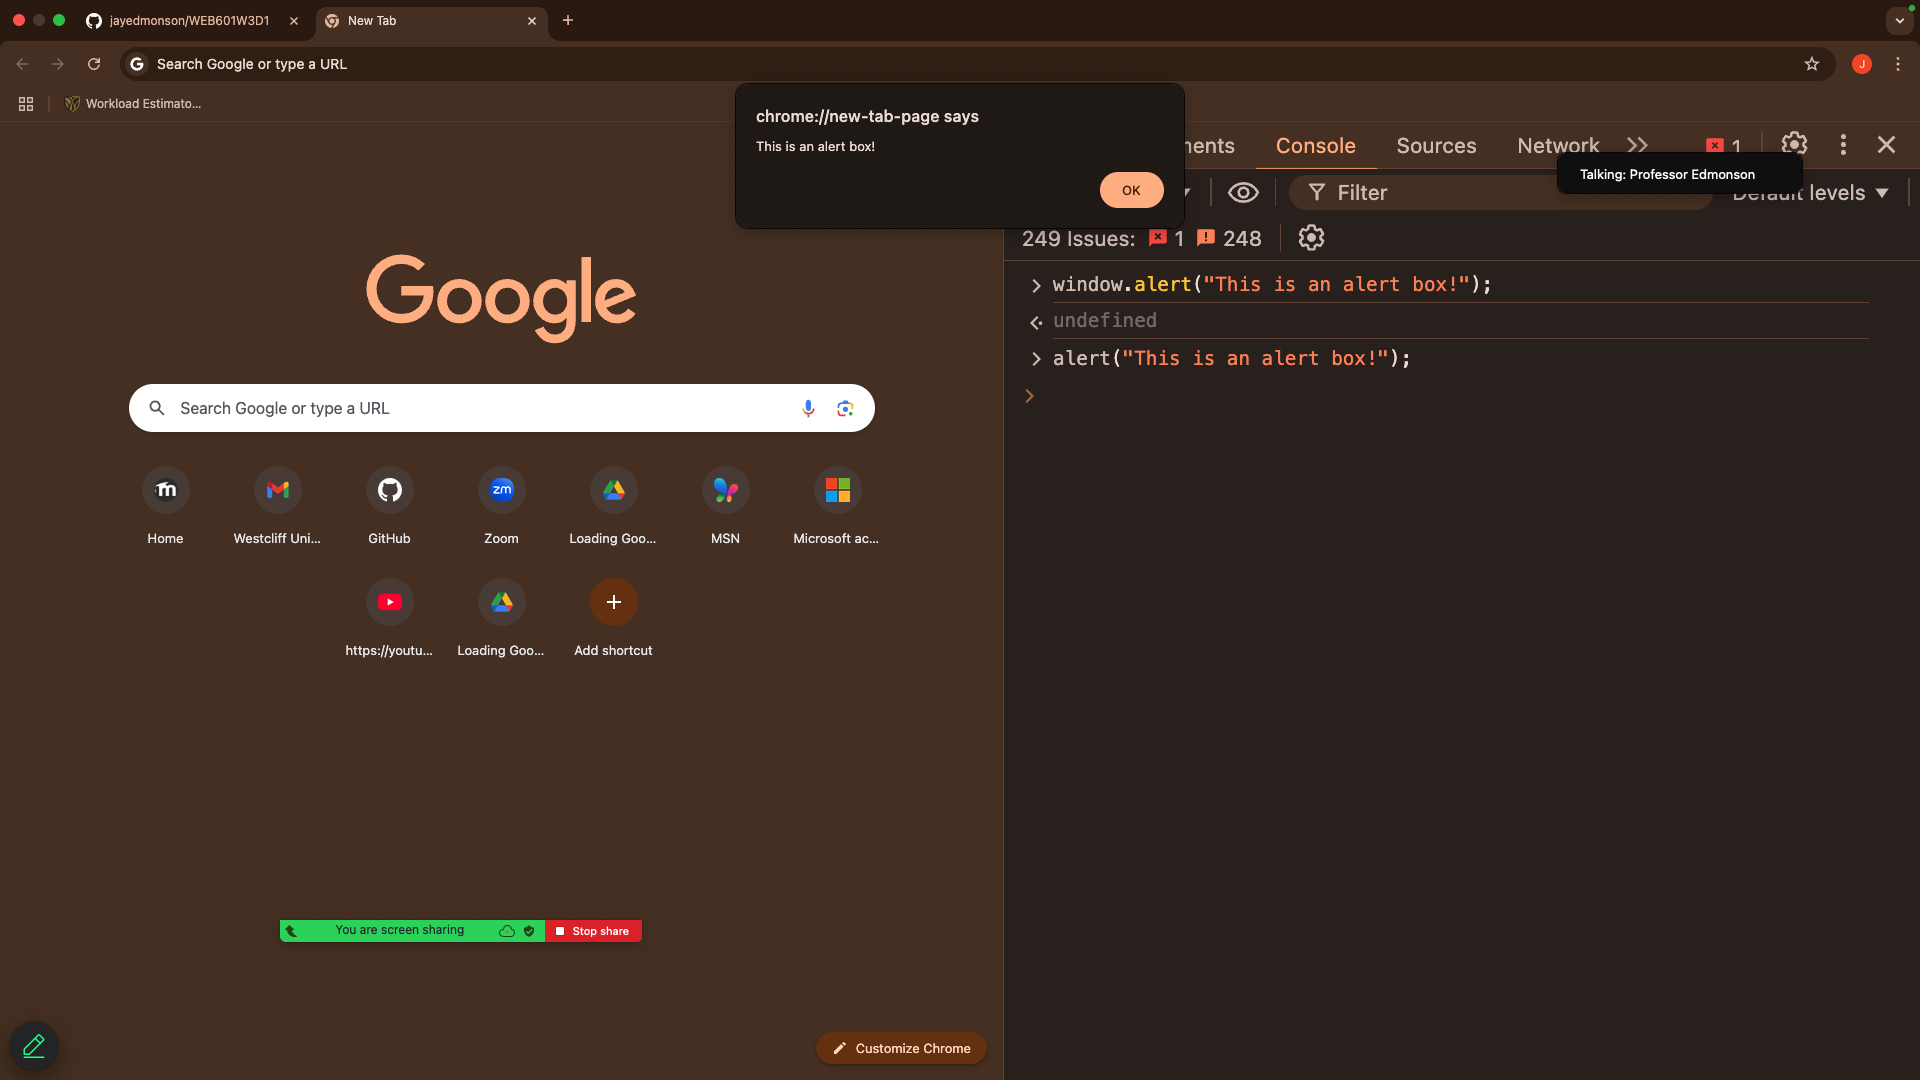 jayedmonson/WEB601W3D1
New Tab
Search Google or type a URL
J
Workload Estimato...
chrome://new-tab-page says
This is an alert box!
OK
nents
Console
Sources
Network
1
Talking: Professor Edmonson
Filter
Default levels
249 Issues:
1
248
window.alert("This is an alert box!");
undefined
alert("This is an alert box!");
Google
Search Google or type a URL
Home
Westcliff Uni...
GitHub
zm
Zoom
Loading Goo...
MSN
Microsoft ac...
https://youtu...
Loading Goo...
Add shortcut
You are screen sharing
Stop share
Customize Chrome